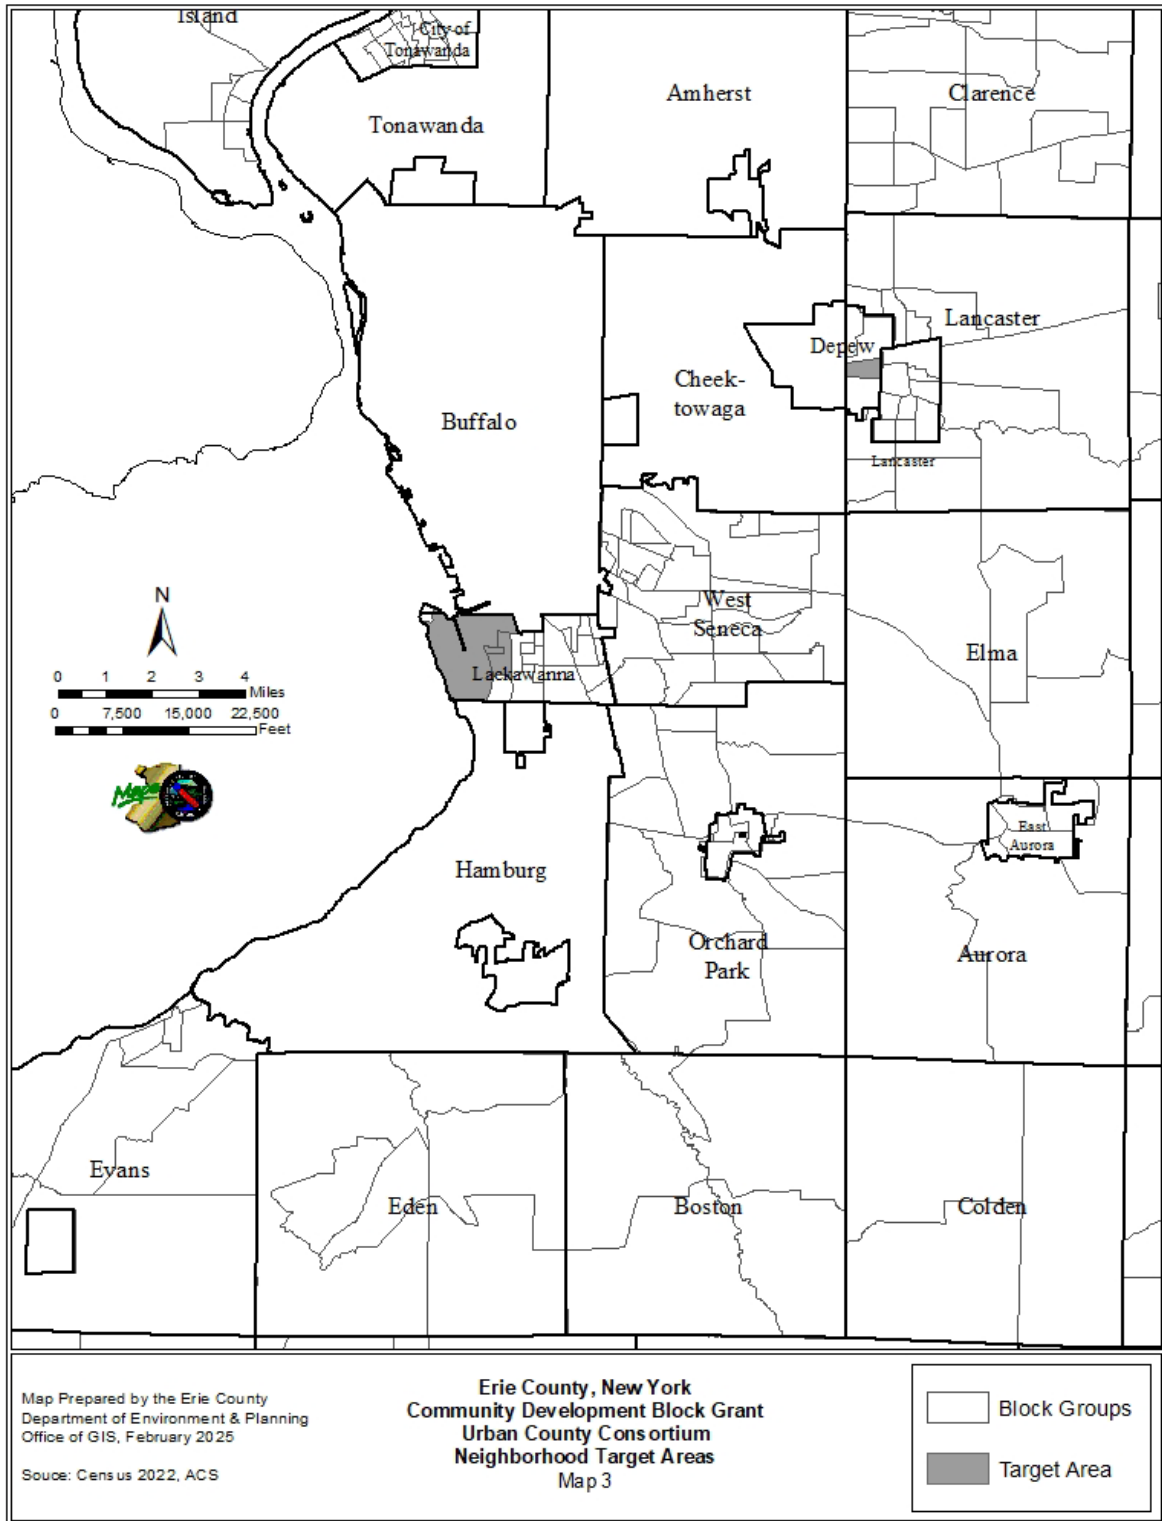 Island
City of
Tonawanda
Amherst
Clarence
Tonawanda
Lancaster
Depew
Cheek-
towaga
Buffalo
Lancaster
N
West
Seneca
Elma
Lackawanna
0 1 2 3 4
Miles
0 7,500 15,000 22,500
Feet
Maps
East
Aurora
Hamburg
Orchard
Park
Aurora
Evans
Eden
Boston
Colden
Map Prepared by the Erie County
Department of Environment & Planning
Office of GIS, February 2025
Souce: Census 2022, ACS
Erie County, New York
Community Development Block Grant
Urban County Consortium
Neighborhood Target Areas
Map 3
Block Groups
Target Area